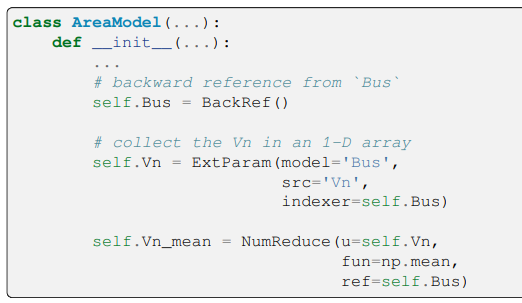 class AreaModel(...):
    def __init__(...):
        ...
        # backward reference from `Bus`
        self.Bus = BackRef()

        # collect the Vn in an 1-D array
        self.Vn = ExtParam(model='Bus',
                           src='Vn',
                           indexer=self.Bus)

        self.Vn_mean = NumReduce(u=self.Vn,
                                 fun=np.mean,
                                 ref=self.Bus)